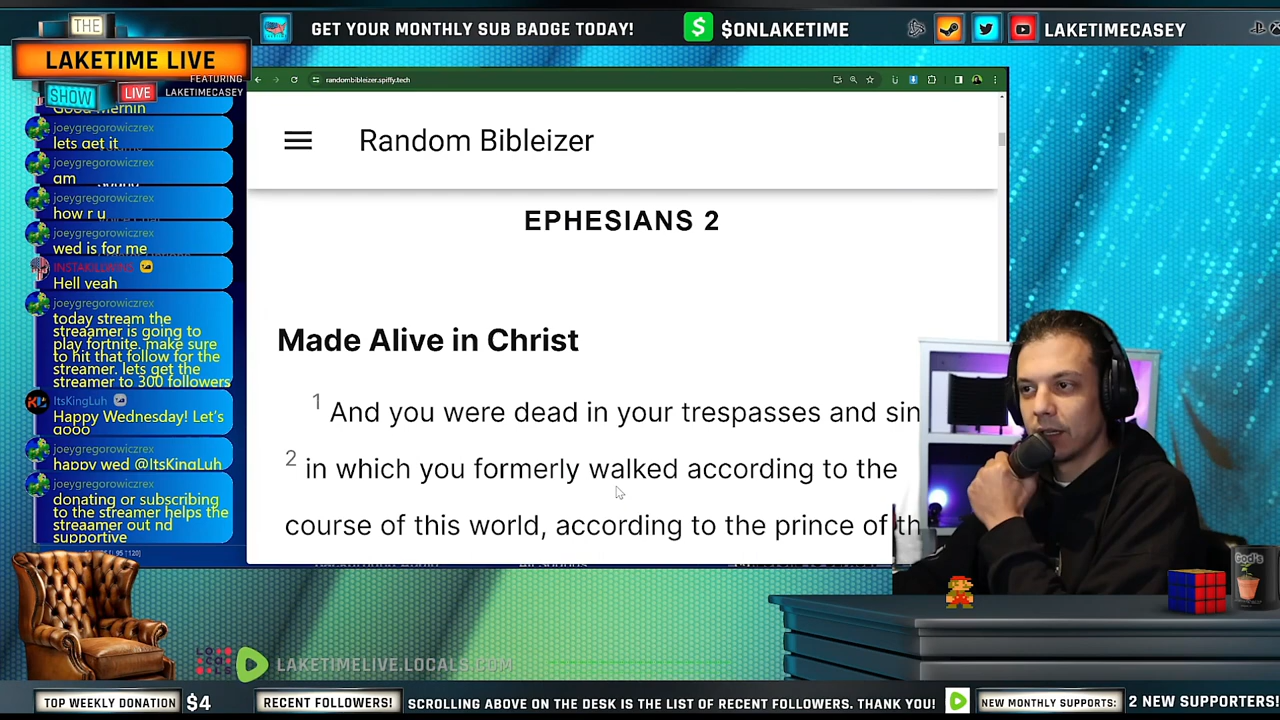 THE
LAKETIME LIVE
FEATURING
LAKETIMECASEY
SHOW
LIVE
GET YOUR MONTHLY SUB BADGE TODAY!
$ $ONLAKETIME
LAKETIMECASEY
Good Mernin
joeygregorowiczrex
lets get it
joeygregorowiczrex
am
joeygregorowiczrex
how r u
joeygregorowiczrex
wed is for me
INSTAKILLWRIS
Hell yeah
joeygregorowiczrex
today stream the
streaamer is going to
play fortnite. make sure
to hit that follow for the
streamer. lets get the
streamer to 300 followers
ItsKingLuh
Happy Wednesday! Let's
gooo
joeygregorowiczrex
happy wed @ItsKingLuh
joeygregorowiczrex
donating or subscribing
to the streamer helps the
streaamer out nd
supportive
randombibleizer.spiffy.tech
Random Bibleizer
EPHESIANS 2
Made Alive in Christ
1 And you were dead in your trespasses and sin
2 in which you formerly walked according to the
course of this world, according to the prince of th
God's
LAKETIMELIVE.LOCALS.COM
TOP WEEKLY DONATION $4
RECENT FOLLOWERS!
SCROLLING ABOVE ON THE DESK IS THE LIST OF RECENT FOLLOWERS. THANK YOU!
NEW MONTHLY SUPPORTS:
2 NEW SUPPORTERS!